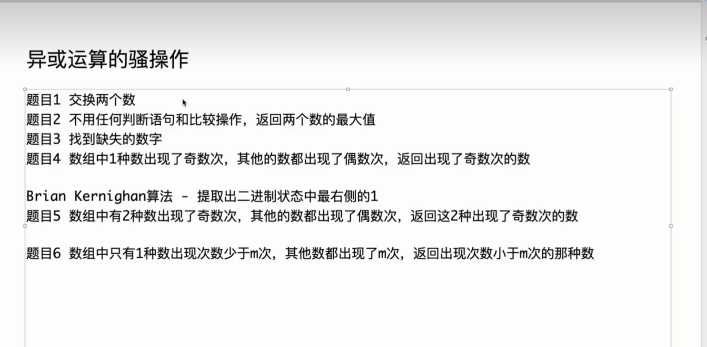 异或运算的骚操作
题目1 交换两个数
题目2 不用任何判断语句和比较操作，返回两个数的最大值
题目3 找到缺失的数字
题目4 数组中1种数出现了奇数次，其他的数都出现了偶数次，返回出现了奇数次的数
Brian Kernighan算法 - 提取出二进制状态中最右侧的1
题目5 数组中有2种数出现了奇数次，其他的数都出现了偶数次，返回这2种出现了奇数次的数
题目6 数组中只有1种数出现次数少于m次，其他数都出现了m次，返回出现次数小于m次的那种数